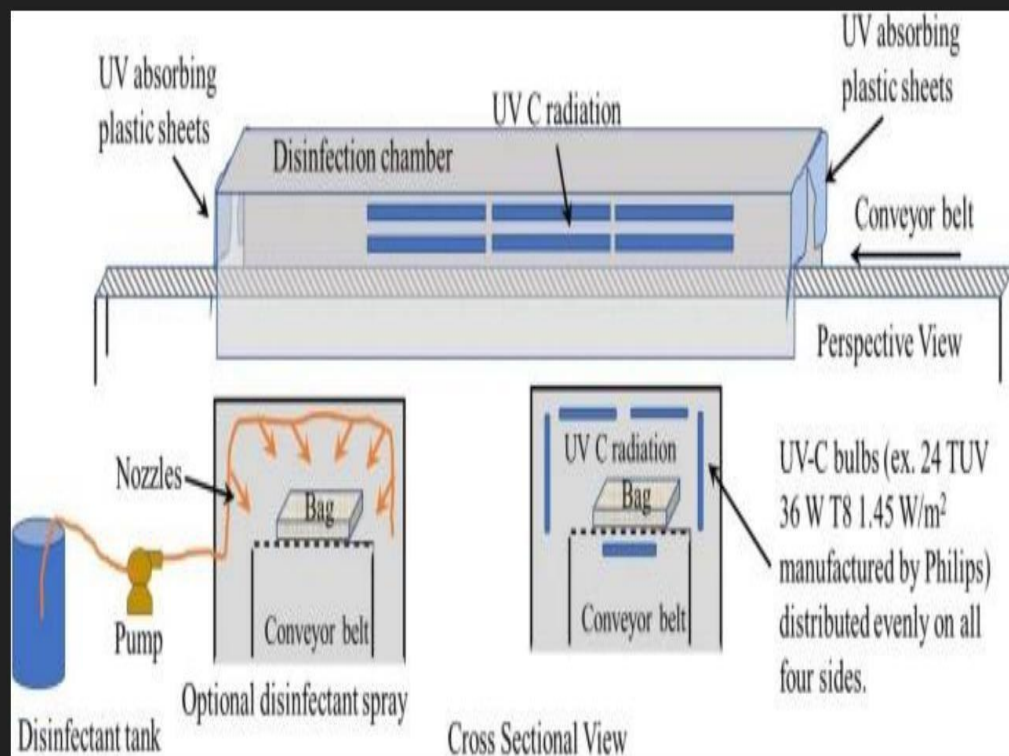 UV absorbing
plastic sheets
UV C radiation
UV absorbing
plastic sheets
Disinfection chamber
Conveyor belt
Perspective View
Nozzles
Bag
Pump
Conveyor belt
Optional disinfectant spray
Disinfectant tank
UV C radiation
Bag
Conveyor belt
Cross Sectional View
UV-C bulbs (ex. 24 TUV
36 W T8 1.45 W/m²
manufactured by Philips)
distributed evenly on all
four sides.